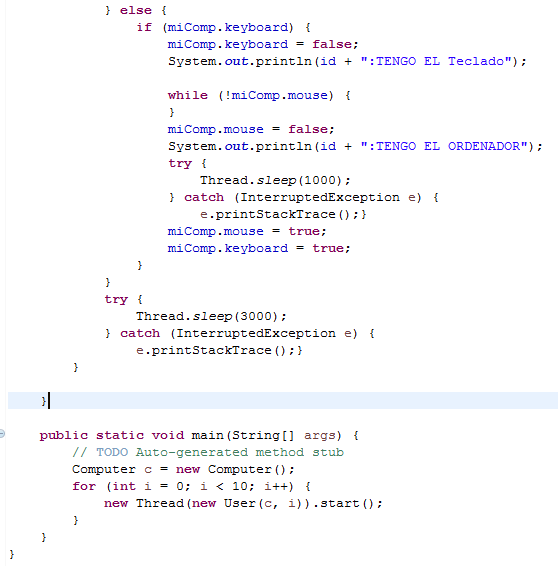 } else {
if (miComp.keyboard) {
miComp.keyboard = false;
System.out.println(id + ":TENGO EL Teclado");
while (!miComp.mouse) {
}
miComp.mouse = false;
System.out.println(id + ":TENGO EL ORDENADOR");
try {
Thread.sleep(1000);
} catch (InterruptedException e) {
e.printStackTrace();}
miComp.mouse = true;
miComp.keyboard = true;
}
}
try {
Thread.sleep(3000);
} catch (InterruptedException e) {
e.printStackTrace();}
}
}
public static void main(String[] args) {
// TODO Auto-generated method stub
Computer c = new Computer();
for (int i = 0; i < 10; i++) {
new Thread(new User(c, i)).start();
}
}
}